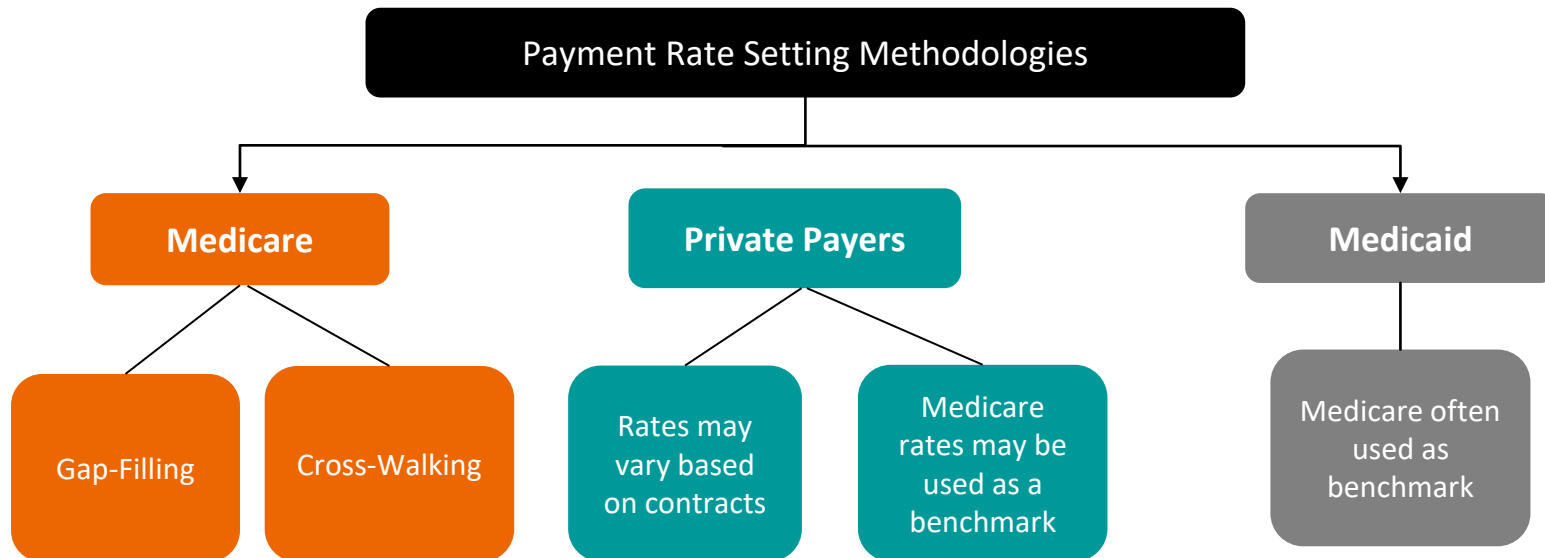 Payment Rate Setting Methodologies
Medicare
Private Payers
Medicaid
Gap-Filling
Cross-Walking
Rates may
vary based
on contracts
Medicare
rates may be
used as a
benchmark
Medicare often
used as
benchmark